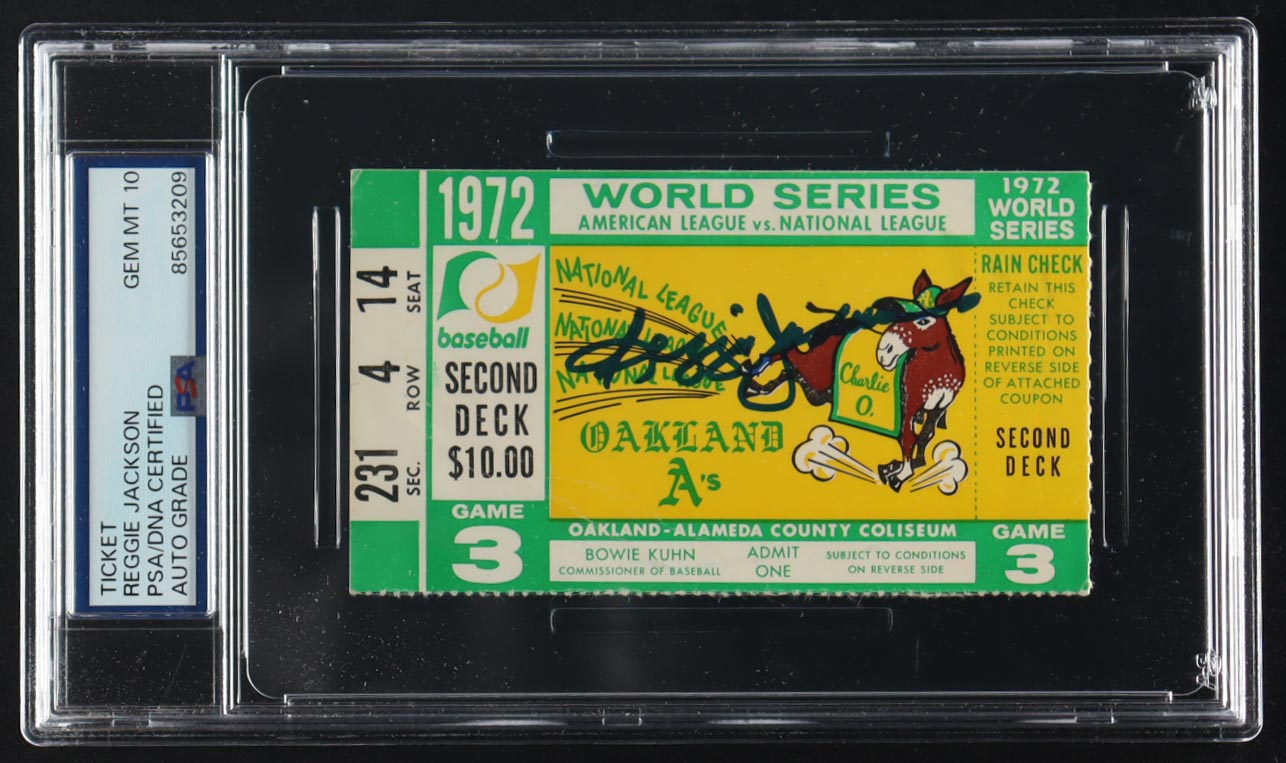 TICKET
REGGIE JACKSON
PSA/DNA CERTIFIED
AUTO GRADE
GEM MT 10
85653209
PSA
SEC. 231
ROW 4
SEAT 14
1972
baseball
SECOND
DECK
$10.00
GAME
3
WORLD SERIES
AMERICAN LEAGUE vs. NATIONAL LEAGUE
NATIONAL LEAGUE
NATIONAL LEAGUE
NATIONAL LEAGUE
Reggie Jackson
Charlie
O.
OAKLAND
A's
OAKLAND-ALAMEDA COUNTY COLISEUM
BOWIE KUHN
COMMISSIONER OF BASEBALL
ADMIT
ONE
SUBJECT TO CONDITIONS
ON REVERSE SIDE
1972
WORLD
SERIES
RAIN CHECK
RETAIN THIS
CHECK
SUBJECT TO
CONDITIONS
PRINTED ON
REVERSE SIDE
OF ATTACHED
COUPON
SECOND
DECK
GAME
3